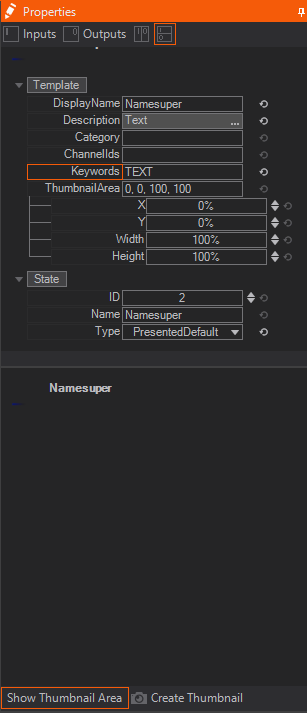 Properties
Inputs Outputs
Template
DisplayName Namesuper
Description Text ...
Category
ChannelIds
Keywords TEXT
ThumbnailArea 0, 0, 100, 100
X 0%
Y 0%
Width 100%
Height 100%
State
ID 2
Name Namesuper
Type PresentedDefault
Namesuper
Show Thumbnail Area Create Thumbnail